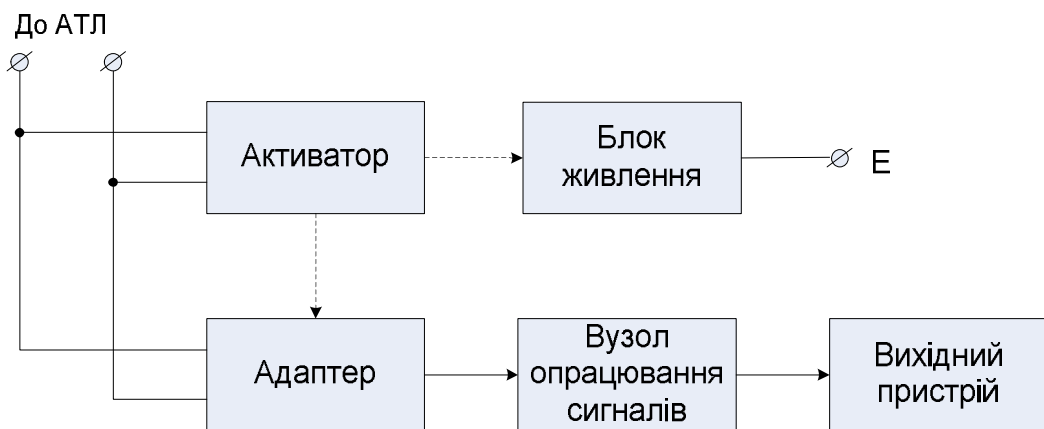 До АТЛ
Активатор
Блок
живлення
E
Адаптер
Вузол
опрацювання
сигналів
Вихідний
пристрій